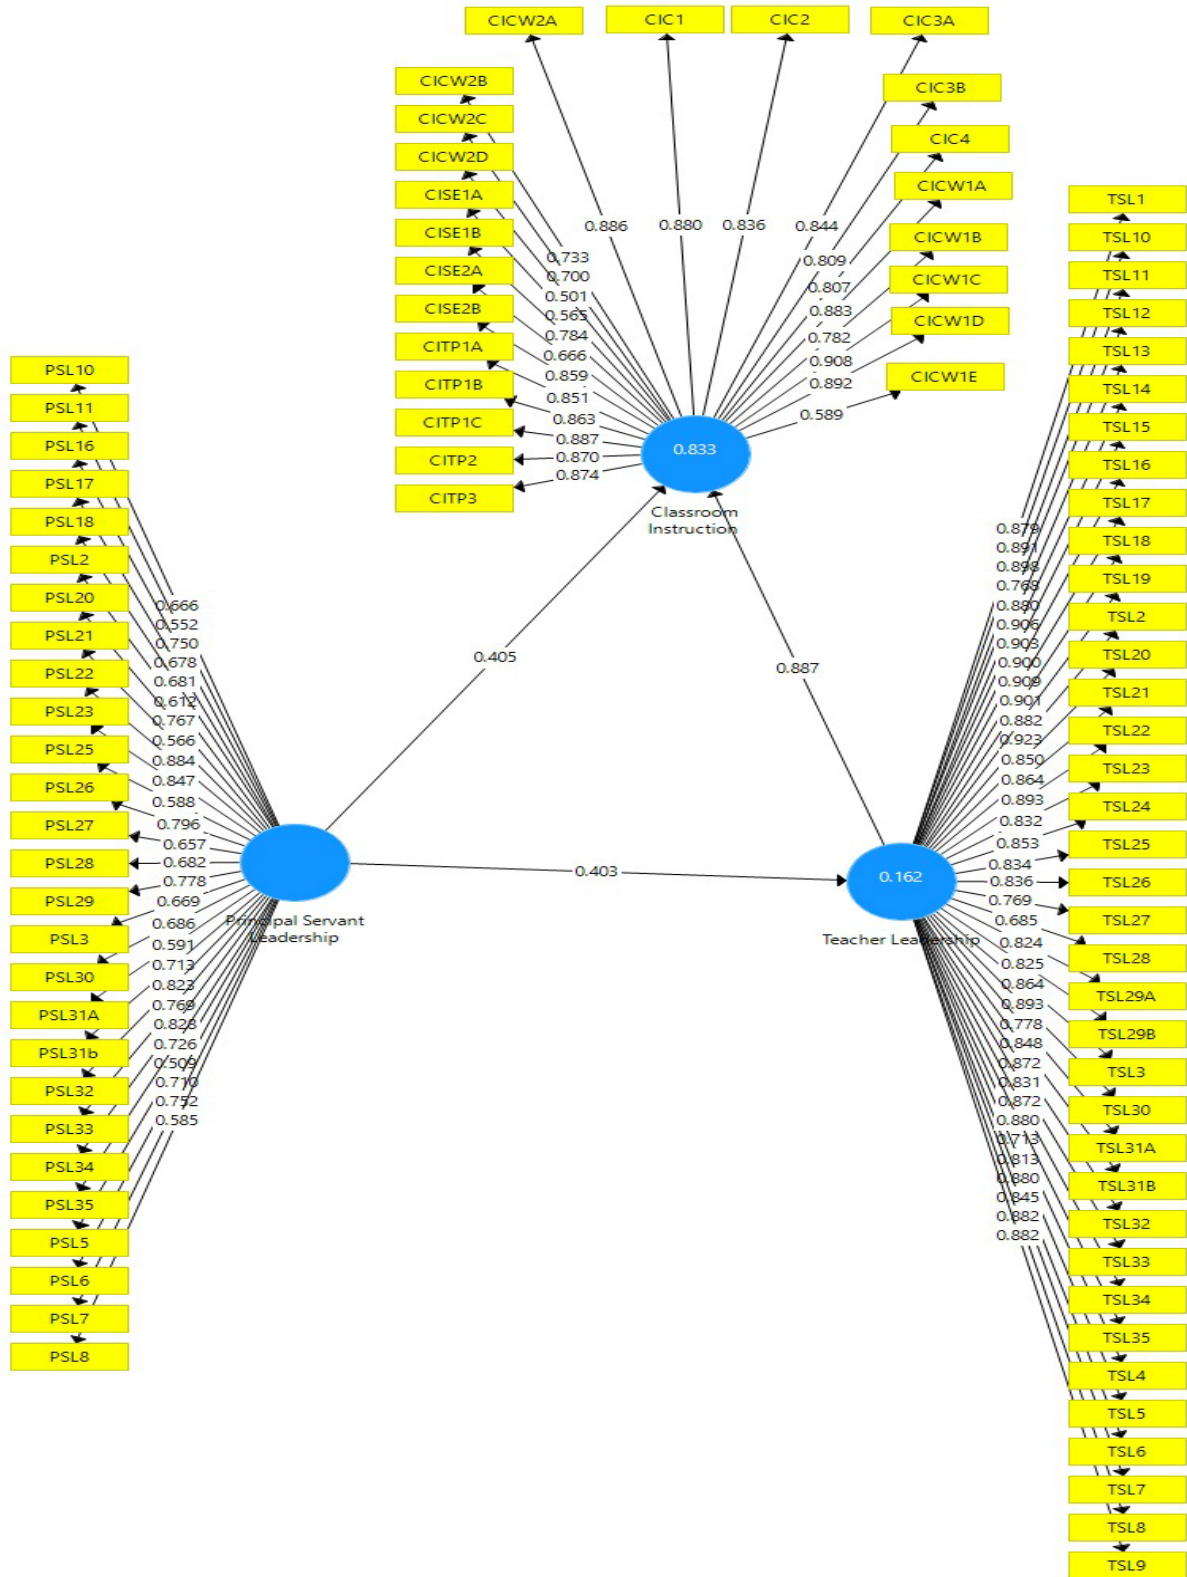 CICW2A
CIC1
CIC2
CIC3A
CICW2B
CICW2C
CICW2D
CISE1A
CISE1B
CISE2A
CISE2B
CITP1A
CITP1B
CITP1C
CITP2
CITP3
CIC3B
CIC4
CICW1A
CICW1B
CICW1C
CICW1D
CICW1E
0.886
0.880
0.836
0.844
0.733
0.700
0.501
0.565
0.784
0.666
0.859
0.851
0.863
0.887
0.870
0.874
0.809
0.807
0.883
0.782
0.908
0.892
0.589
0.833
Classroom
Instruction
PSL10
PSL11
PSL16
PSL17
PSL18
PSL2
PSL20
PSL21
PSL22
PSL23
PSL25
PSL26
PSL27
PSL28
PSL29
PSL3
PSL30
PSL31A
PSL31b
PSL32
PSL33
PSL34
PSL35
PSL5
PSL6
PSL7
PSL8
0.666
0.552
0.750
0.678
0.681
0.612
0.767
0.566
0.884
0.847
0.588
0.796
0.657
0.682
0.778
0.669
0.686
0.591
0.713
0.823
0.769
0.828
0.726
0.509
0.710
0.752
0.585
Principal Servant
Leadership
0.405
0.887
0.403
0.162
Teacher Leadership
0.879
0.891
0.898
0.768
0.880
0.906
0.903
0.900
0.909
0.901
0.882
0.923
0.850
0.864
0.893
0.832
0.853
0.834
0.836
0.769
0.685
0.824
0.825
0.864
0.893
0.778
0.848
0.872
0.831
0.872
0.880
0.713
0.813
0.880
0.845
0.882
0.882
TSL1
TSL10
TSL11
TSL12
TSL13
TSL14
TSL15
TSL16
TSL17
TSL18
TSL19
TSL2
TSL20
TSL21
TSL22
TSL23
TSL24
TSL25
TSL26
TSL27
TSL28
TSL29A
TSL29B
TSL3
TSL30
TSL31A
TSL31B
TSL32
TSL33
TSL34
TSL35
TSL4
TSL5
TSL6
TSL7
TSL8
TSL9